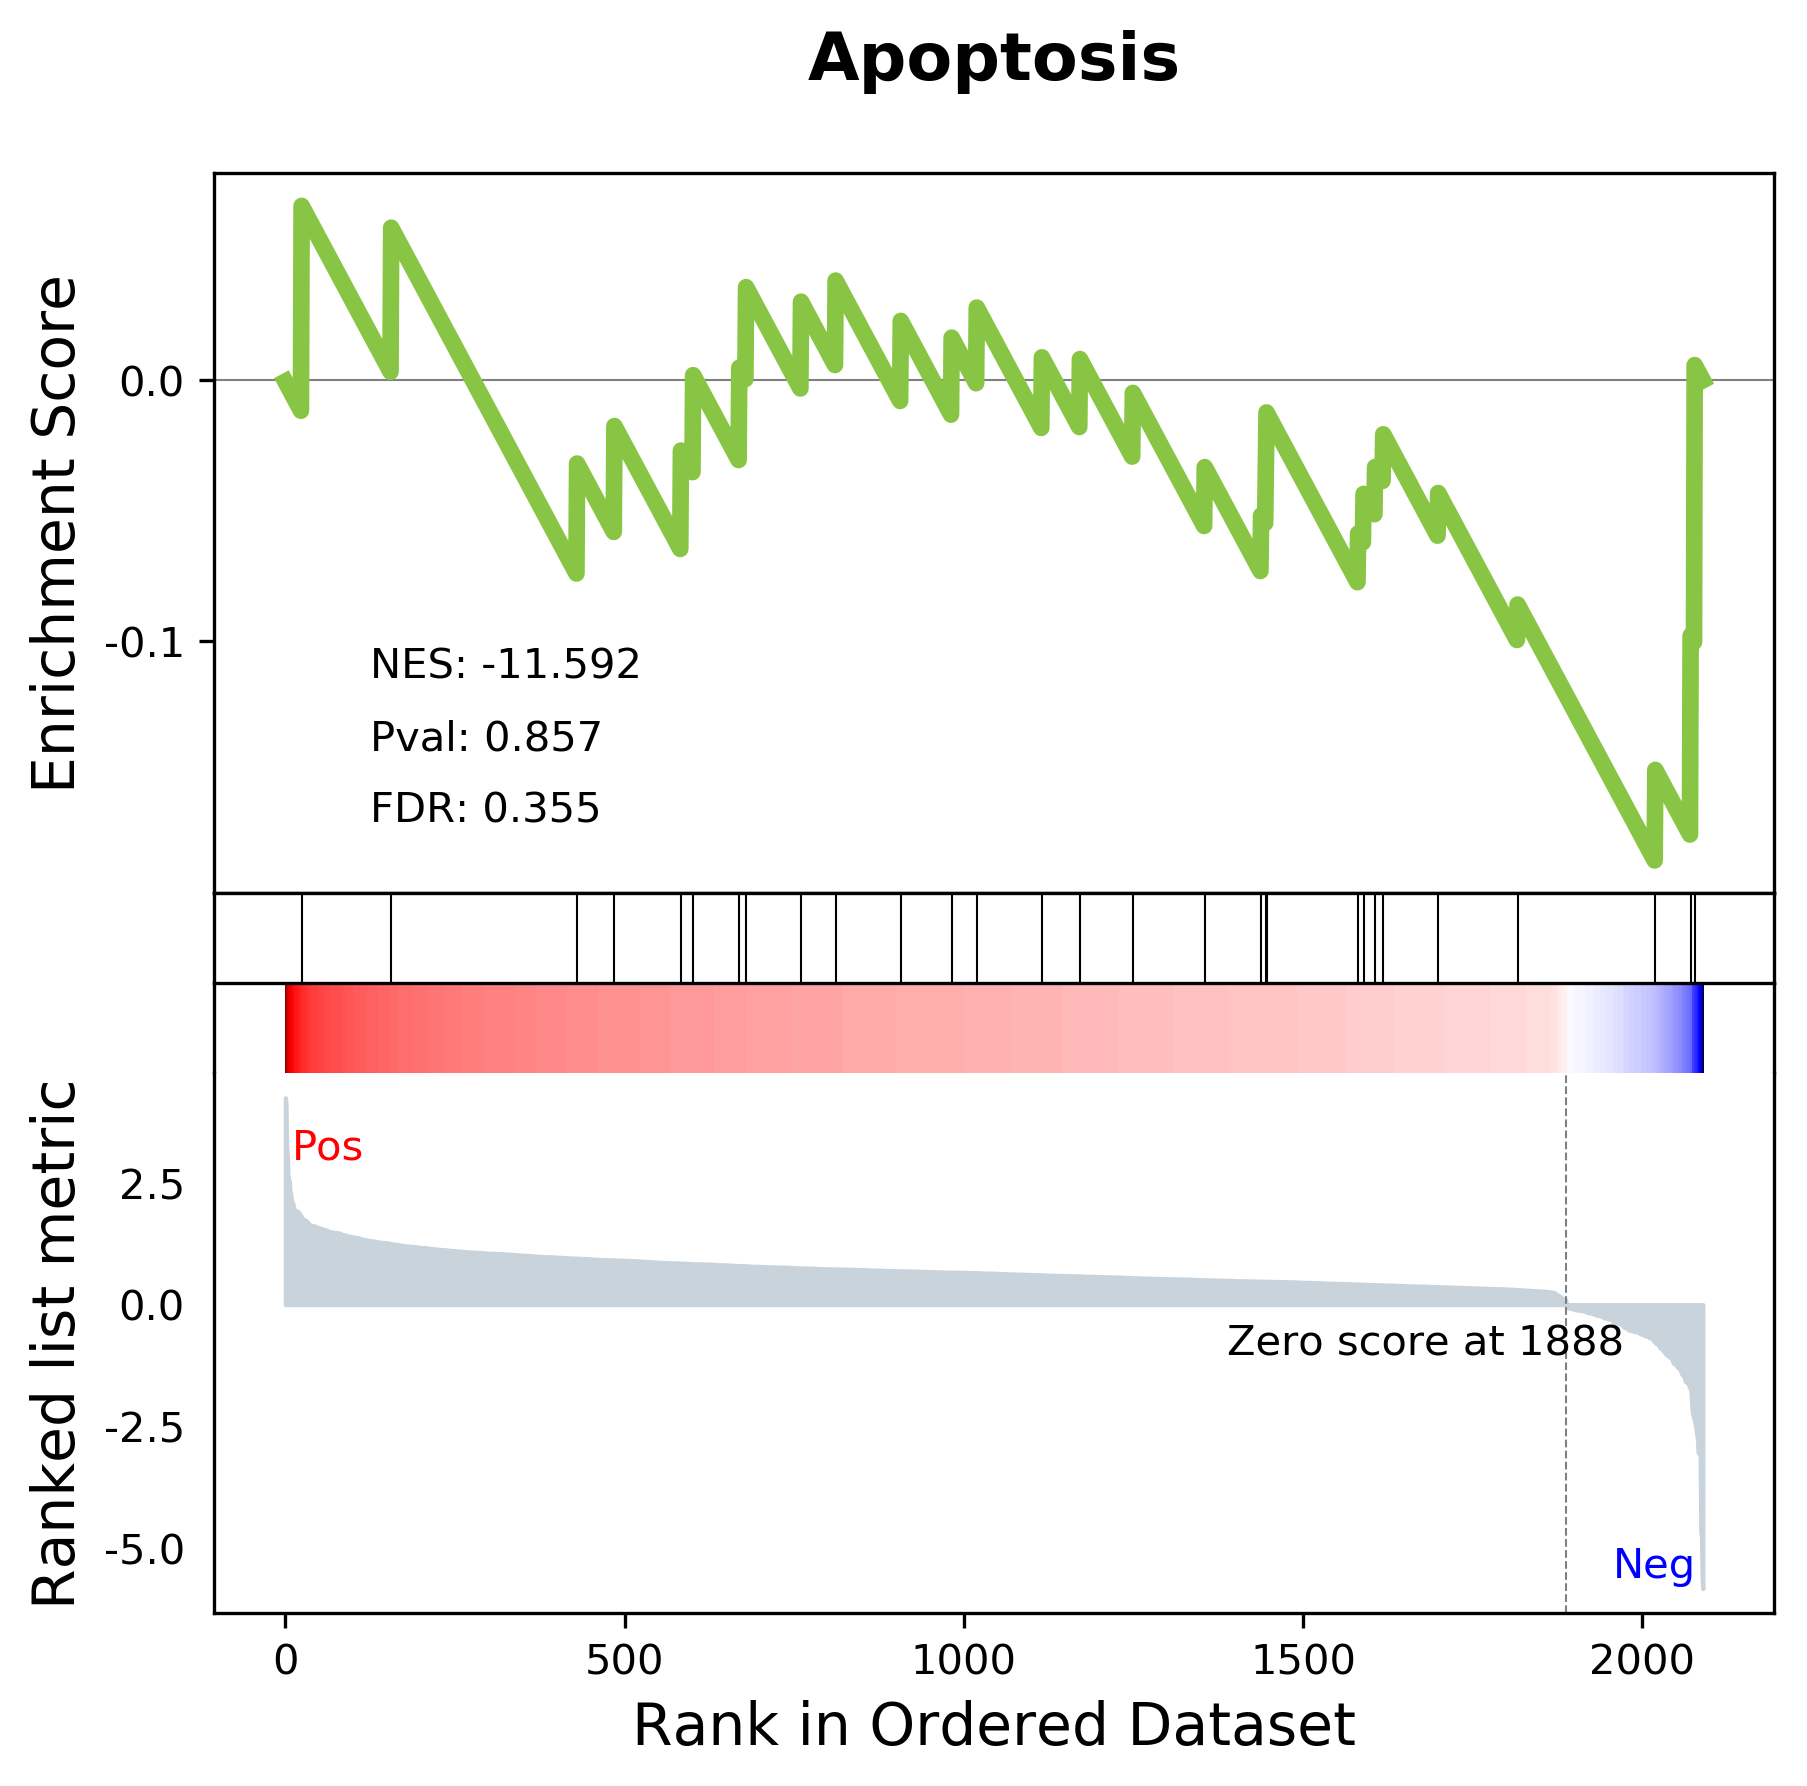 Apoptosis
Enrichment Score
0.0
-0.1
NES: -11.592
Pval: 0.857
FDR: 0.355
Ranked list metric
Pos
2.5
0.0
-2.5
-5.0
Zero score at 1888
Neg
0 500 1000 1500 2000
Rank in Ordered Dataset